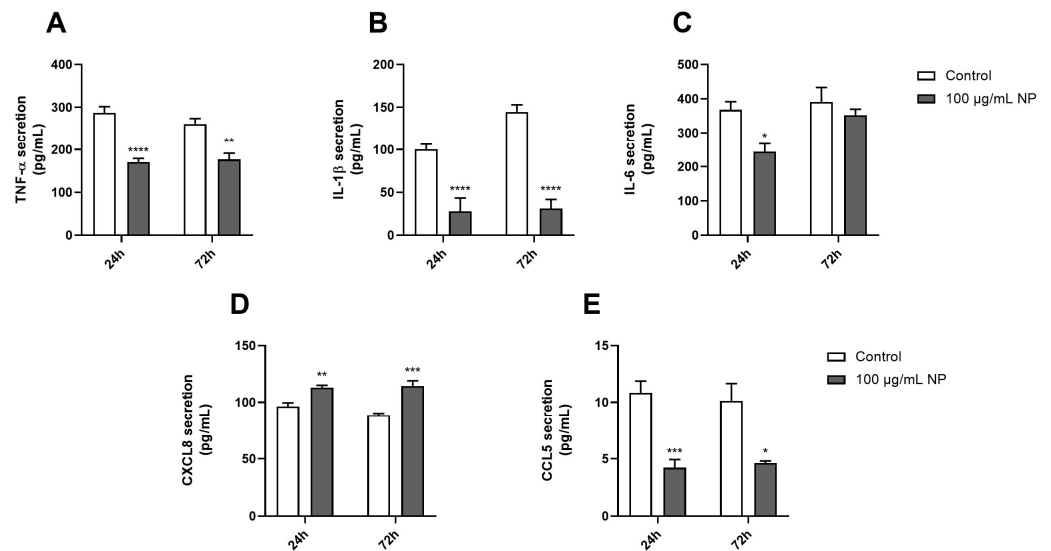 A
TNF-α secretion
(pg/mL)
400
300
200
100
0
****
**
24h
72h
B
IL-1β secretion
(pg/mL)
200
150
100
50
0
****
****
24h
72h
C
IL-6 secretion
(pg/mL)
500
400
300
200
100
0
*
24h
72h
Control
100 µg/mL NP
D
CXCL8 secretion
(pg/mL)
150
100
50
0
**
***
24h
72h
E
CCL5 secretion
(pg/mL)
15
10
5
0
***
*
24h
72h
Control
100 µg/mL NP